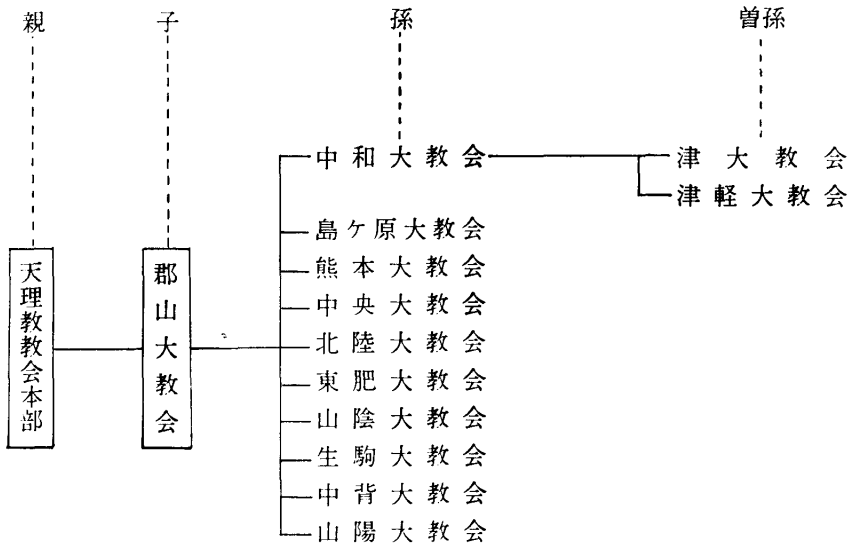 親
子
孫
曽孫
天理教教会本部
郡山大教会
中和大教会
島ケ原大教会
熊本大教会
中央大教会
北陸大教会
東肥大教会
山陰大教会
生駒大教会
中背大教会
山陽大教会
津大教会
津軽大教会